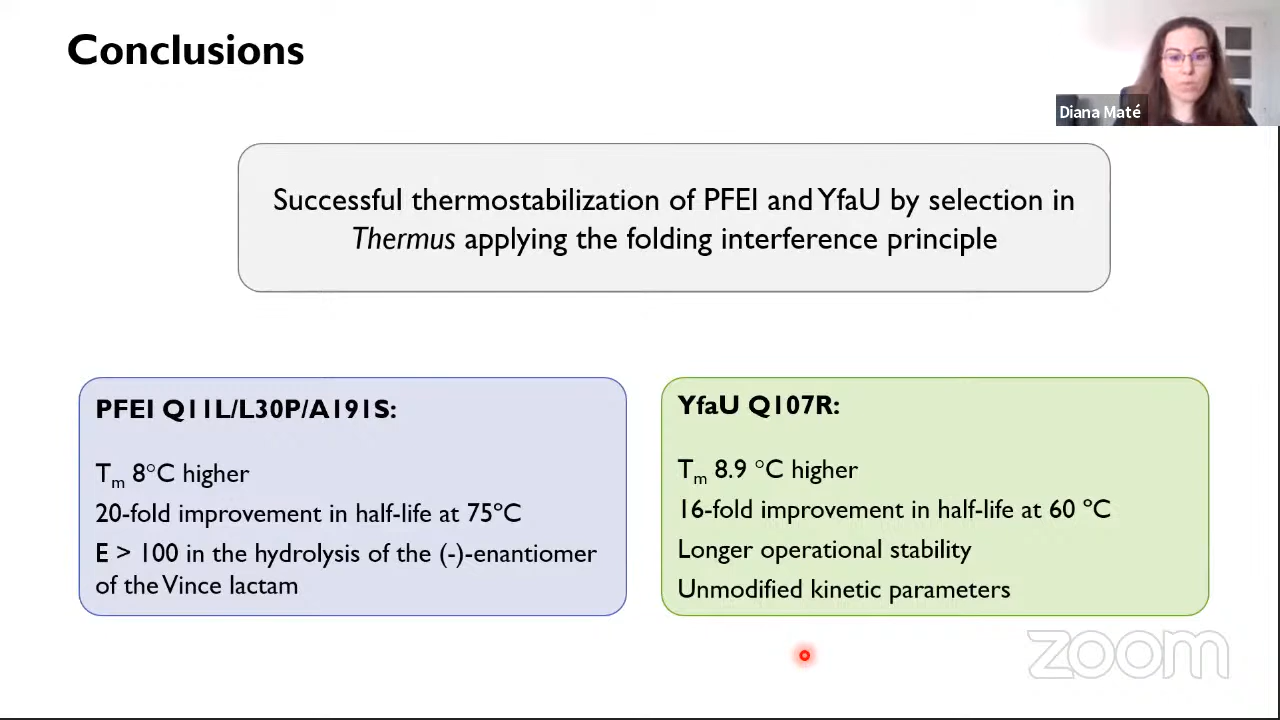 Conclusions
Diana Maté
Successful thermostabilization of PFEI and YfaU by selection in
Thermus applying the folding interference principle
PFEI Q11L/L30P/A191S:
Tm 8°C higher
20-fold improvement in half-life at 75ºC
E > 100 in the hydrolysis of the (-)-enantiomer
of the Vince lactam
YfaU Q107R:
Tm 8.9 °C higher
16-fold improvement in half-life at 60 ºC
Longer operational stability
Unmodified kinetic parameters
zoom